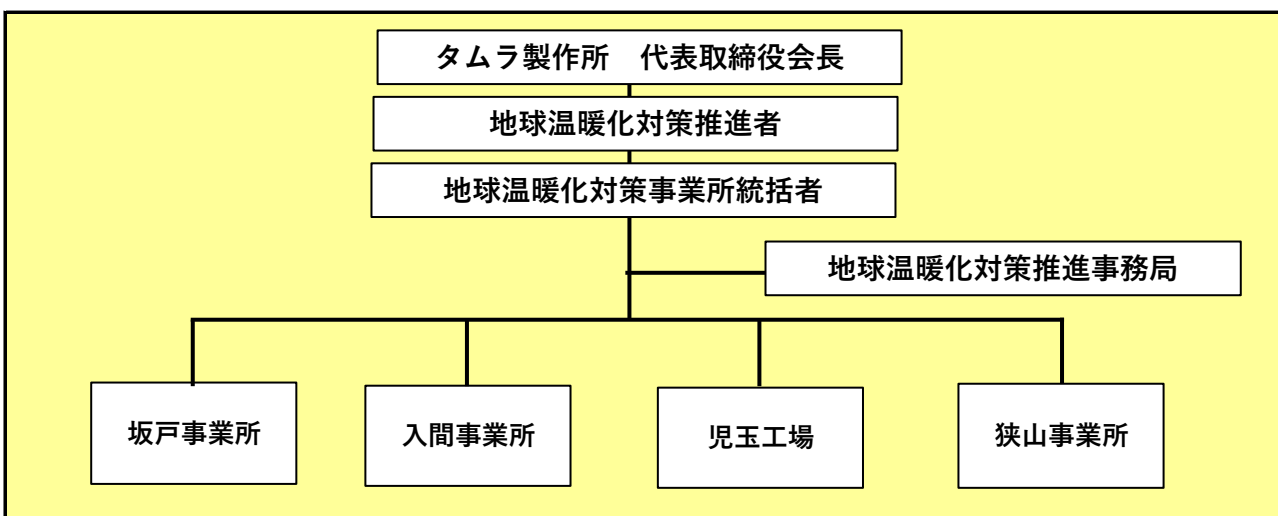 タムラ製作所　代表取締役会長
地球温暖化対策推進者
地球温暖化対策事業所統括者
地球温暖化対策推進事務局
坂戸事業所
入間事業所
児玉工場
狭山事業所